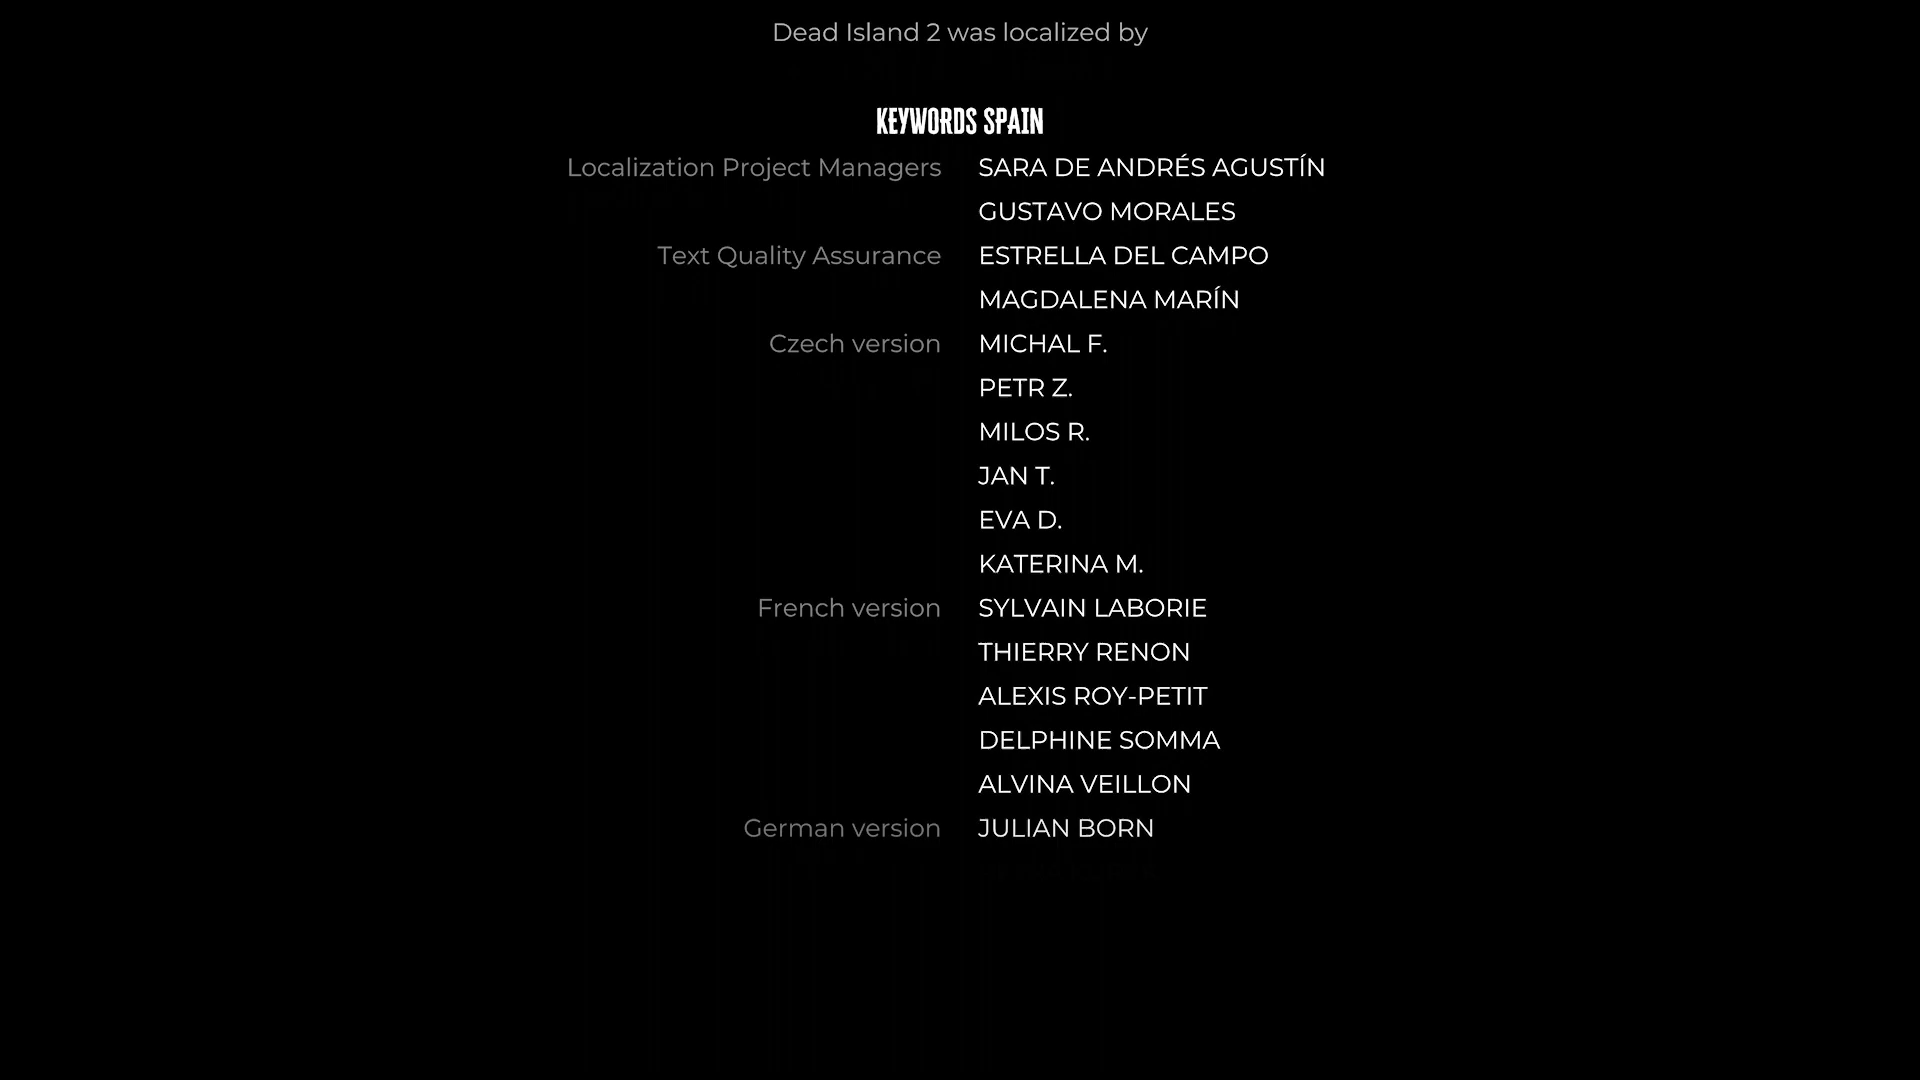 Dead Island 2 was localized by
KEYWORDS SPAIN
Localization Project Managers SARA DE ANDRÉS AGUSTÍN
GUSTAVO MORALES
Text Quality Assurance ESTRELLA DEL CAMPO
MAGDALENA MARÍN
Czech version MICHAL F.
PETR Z.
MILOS R.
JAN T.
EVA D.
KATERINA M.
French version SYLVAIN LABORIE
THIERRY RENON
ALEXIS ROY-PETIT
DELPHINE SOMMA
ALVINA VEILLON
German version JULIAN BORN